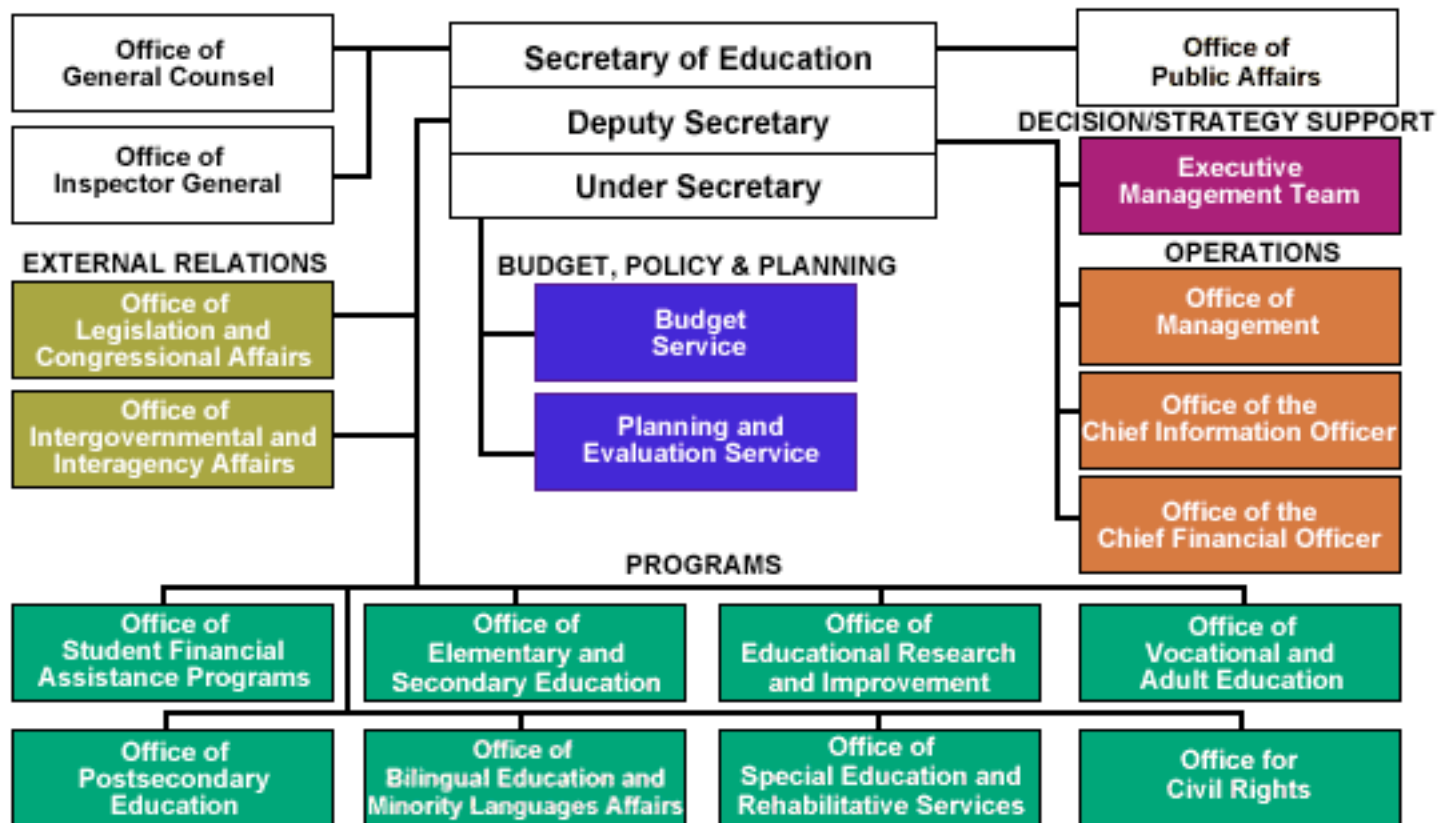 Office of
General Counsel
Secretary of Education
Office of
Public Affairs
Deputy Secretary
DECISION/STRATEGY SUPPORT
Office of
Inspector General
Under Secretary
Executive
Management Team
EXTERNAL RELATIONS
BUDGET, POLICY & PLANNING
OPERATIONS
Office of
Legislation and
Congressional Affairs
Budget
Service
Office of
Management
Office of
Intergovernmental and
Interagency Affairs
Planning and
Evaluation Service
Office of the
Chief Information Officer
Office of the
Chief Financial Officer
PROGRAMS
Office of
Student Financial
Assistance Programs
Office of
Elementary and
Secondary Education
Office of
Educational Research
and Improvement
Office of
Vocational and
Adult Education
Office of
Postsecondary
Education
Office of
Bilingual Education and
Minority Languages Affairs
Office of
Special Education and
Rehabilitative Services
Office for
Civil Rights